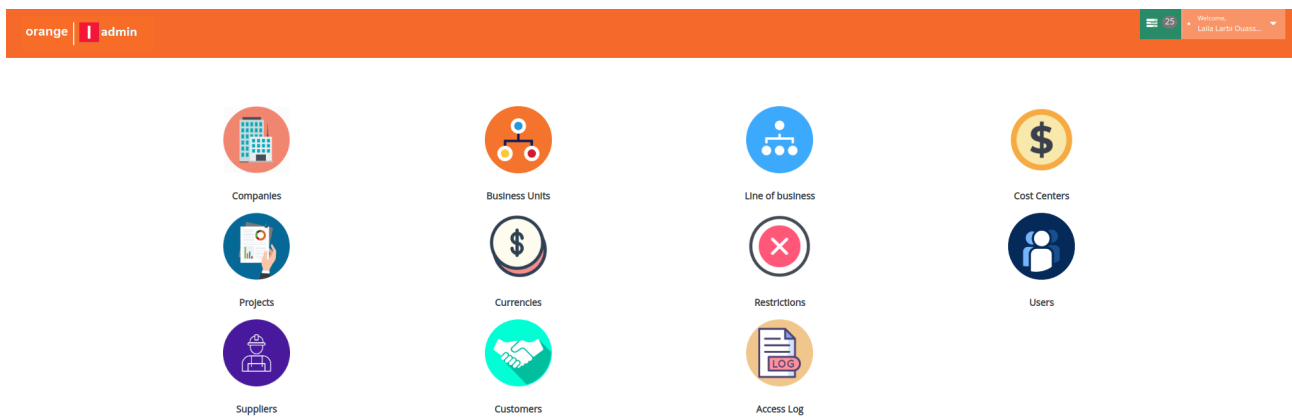 orange | admin
25
Welcome,
Laila Larbi Ouass...
Companies
Business Units
Line of business
Cost Centers
Projects
Currencies
Restrictions
Users
LOG
Suppliers
Customers
Access Log